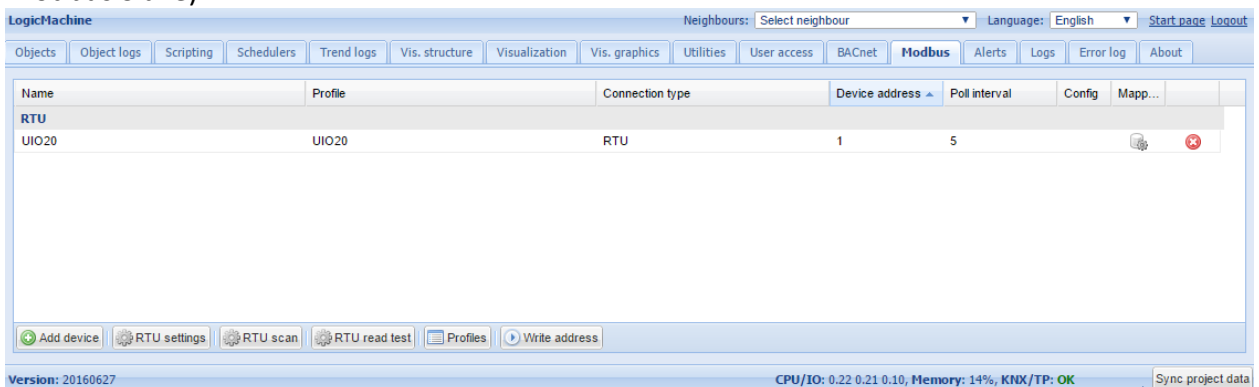 LogicMachine Neighbours: Select neighbour Language: English Start page Logout
Objects Object logs Scripting Schedulers Trend logs Vis. structure Visualization Vis. graphics Utilities User access BACnet Modbus Alerts Logs Error log About
Name Profile Connection type Device address Poll interval Config Mapp...
RTU
UIO20 UIO20 RTU 1 5
Add device RTU settings RTU scan RTU read test Profiles Write address
Version: 20160627 CPU/IO: 0.22 0.21 0.10, Memory: 14%, KNX/TP: OK Sync project data